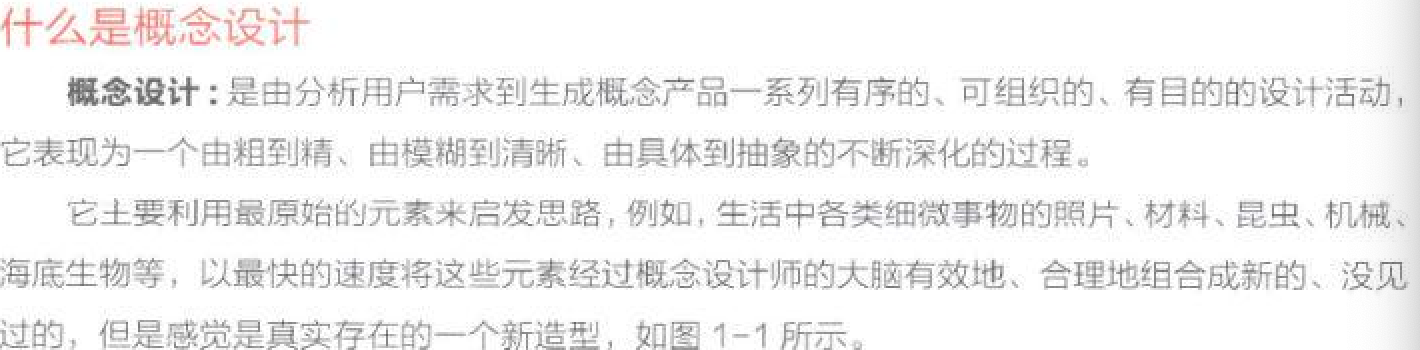 什么是概念设计
概念设计：是由分析用户需求到生成概念产品一系列有序的、可组织的、有目的的设计活动，
它表现为一个由粗到精、由模糊到清晰、由具体到抽象的不断深化的过程。
它主要利用最原始的元素来启发思路，例如，生活中各类细微事物的照片、材料、昆虫、机械、
海底生物等，以最快的速度将这些元素经过概念设计师的大脑有效地、合理地组合成新的、没见
过的，但是感觉是真实存在的一个新造型，如图 1-1 所示。